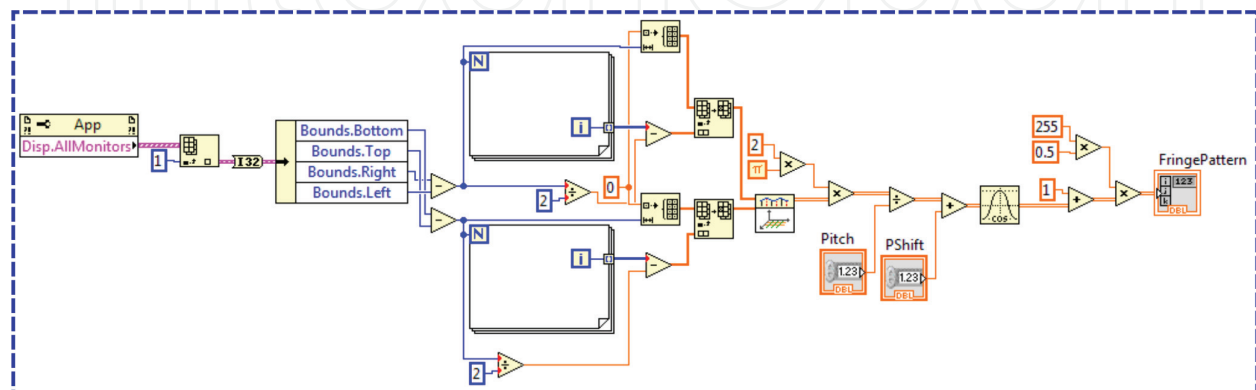 App
Disp.AllMonitors
1
I32
Bounds.Bottom
Bounds.Top
Bounds.Right
Bounds.Left
N
i
2
0
N
i
2
2
π
Pitch
1.23
DBL
PShift
1.23
DBL
COS
255
0.5
1
FringePattern
i
j
k
123
DBL